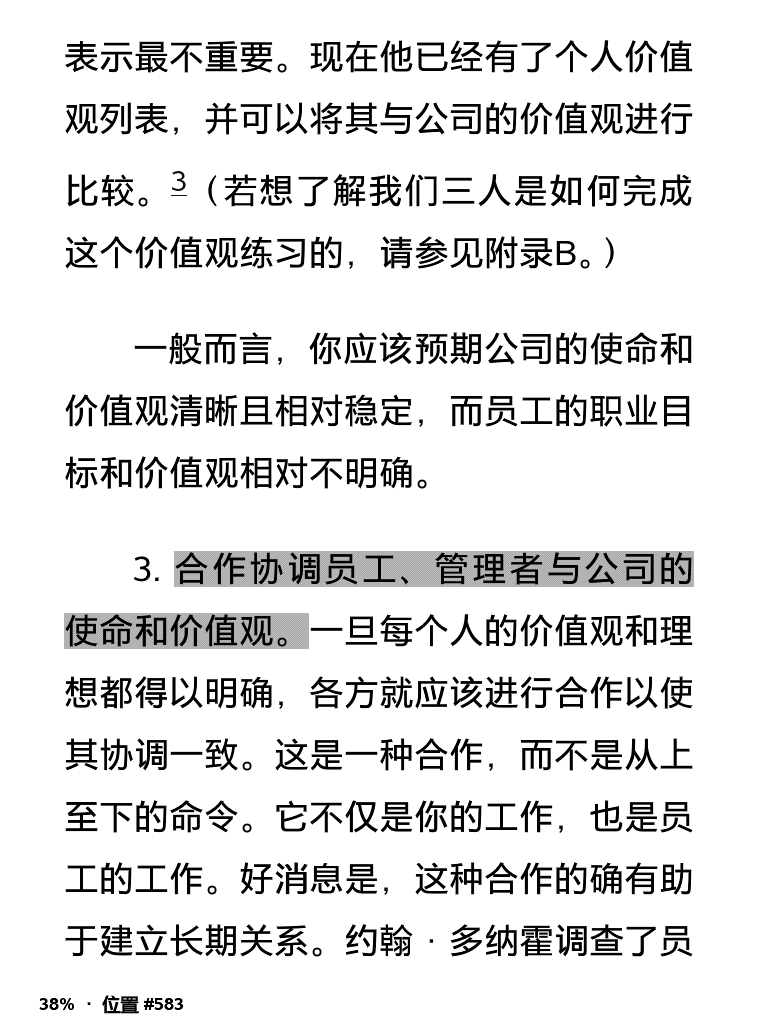 表示最不重要。现在他已经有了个人价值
观列表，并可以将其与公司的价值观进行
比较。3（若想了解我们三人是如何完成
这个价值观练习的，请参见附录B。）
一般而言，你应该预期公司的使命和
价值观清晰且相对稳定，而员工的职业目
标和价值观相对不明确。
3. 合作协调员工、管理者与公司的
使命和价值观。一旦每个人的价值观和理
想都得以明确，各方就应该进行合作以使
其协调一致。这是一种合作，而不是从上
至下的命令。它不仅是你的工作，也是员
工的工作。好消息是，这种合作的确有助
于建立长期关系。约翰·多纳霍调查了员
38% · 位置 #583